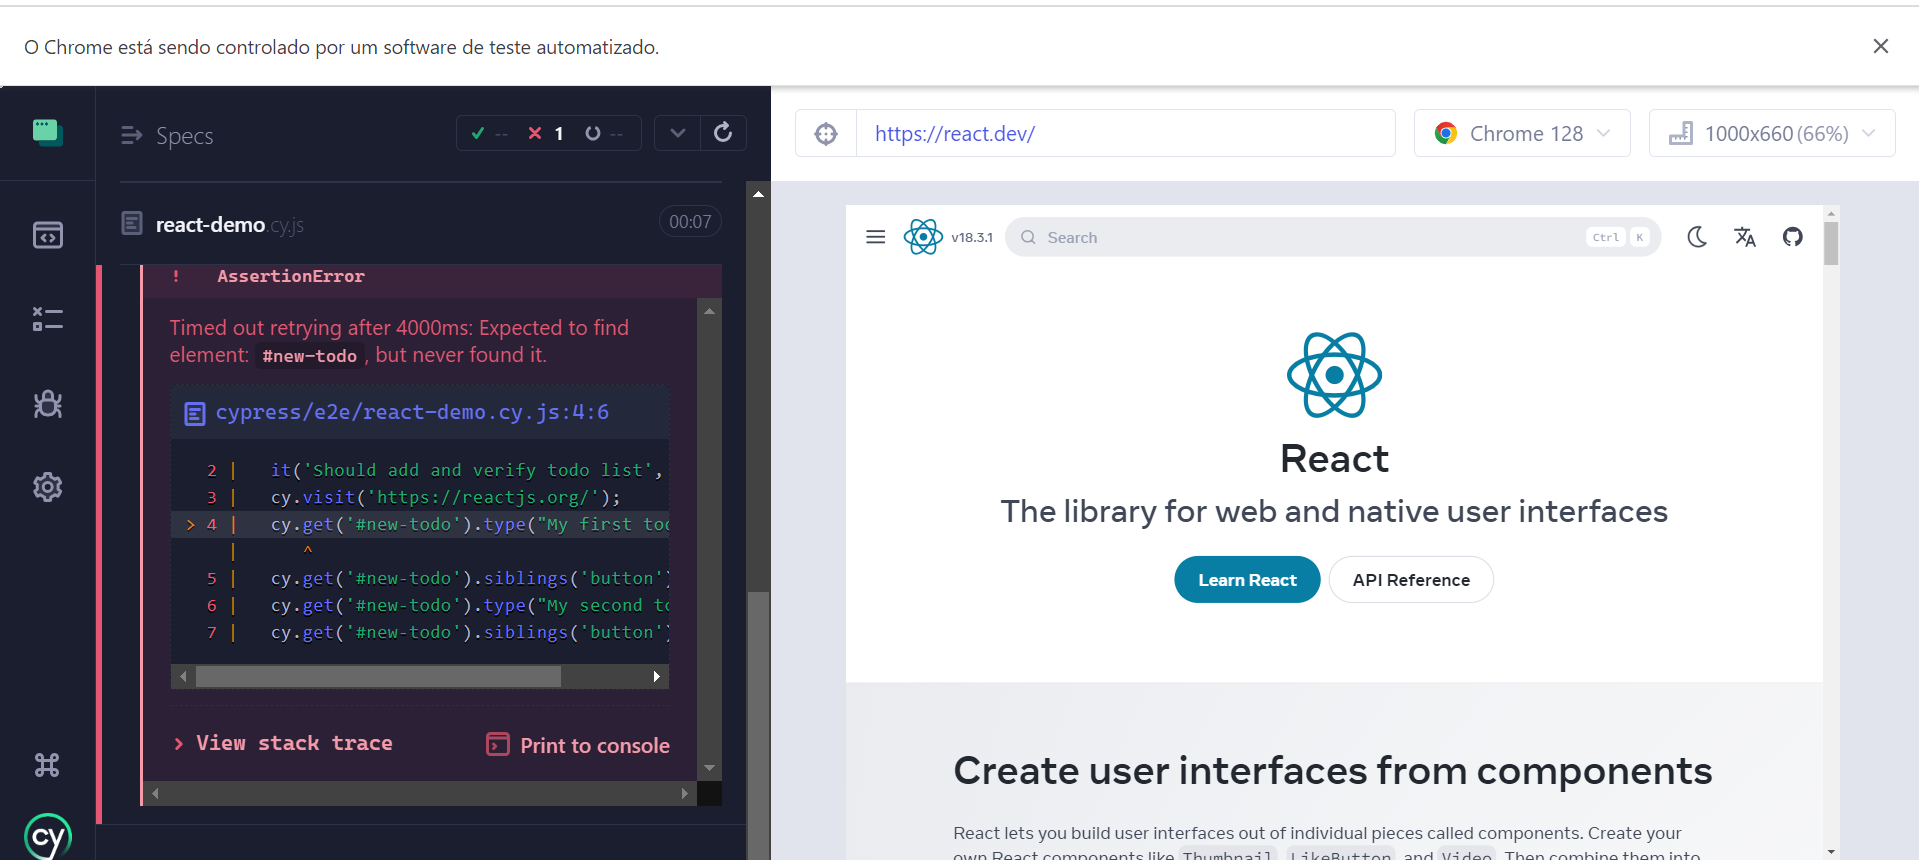 O Chrome está sendo controlado por um software de teste automatizado.
Specs
-- 1 --
https://react.dev/
Chrome 128
1000x660 (66%)
react-demo.cy.js
00:07
! AssertionError
Timed out retrying after 4000ms: Expected to find
element: #new-todo, but never found it.
cypress/e2e/react-demo.cy.js:4:6
2 | it('Should add and verify todo list',
3 | cy.visit('https://reactjs.org/');
> 4 | cy.get('#new-todo').type("My first tod
| ^
5 | cy.get('#new-todo').siblings('button')
6 | cy.get('#new-todo').type("My second to
7 | cy.get('#new-todo').siblings('button')
> View stack trace
Print to console
cy
v18.3.1
Search
Ctrl K
React
The library for web and native user interfaces
Learn React
API Reference
Create user interfaces from components
React lets you build user interfaces out of individual pieces called components. Create your
own React components like Thumbnail, LikeButton, and Video. Then combine them into